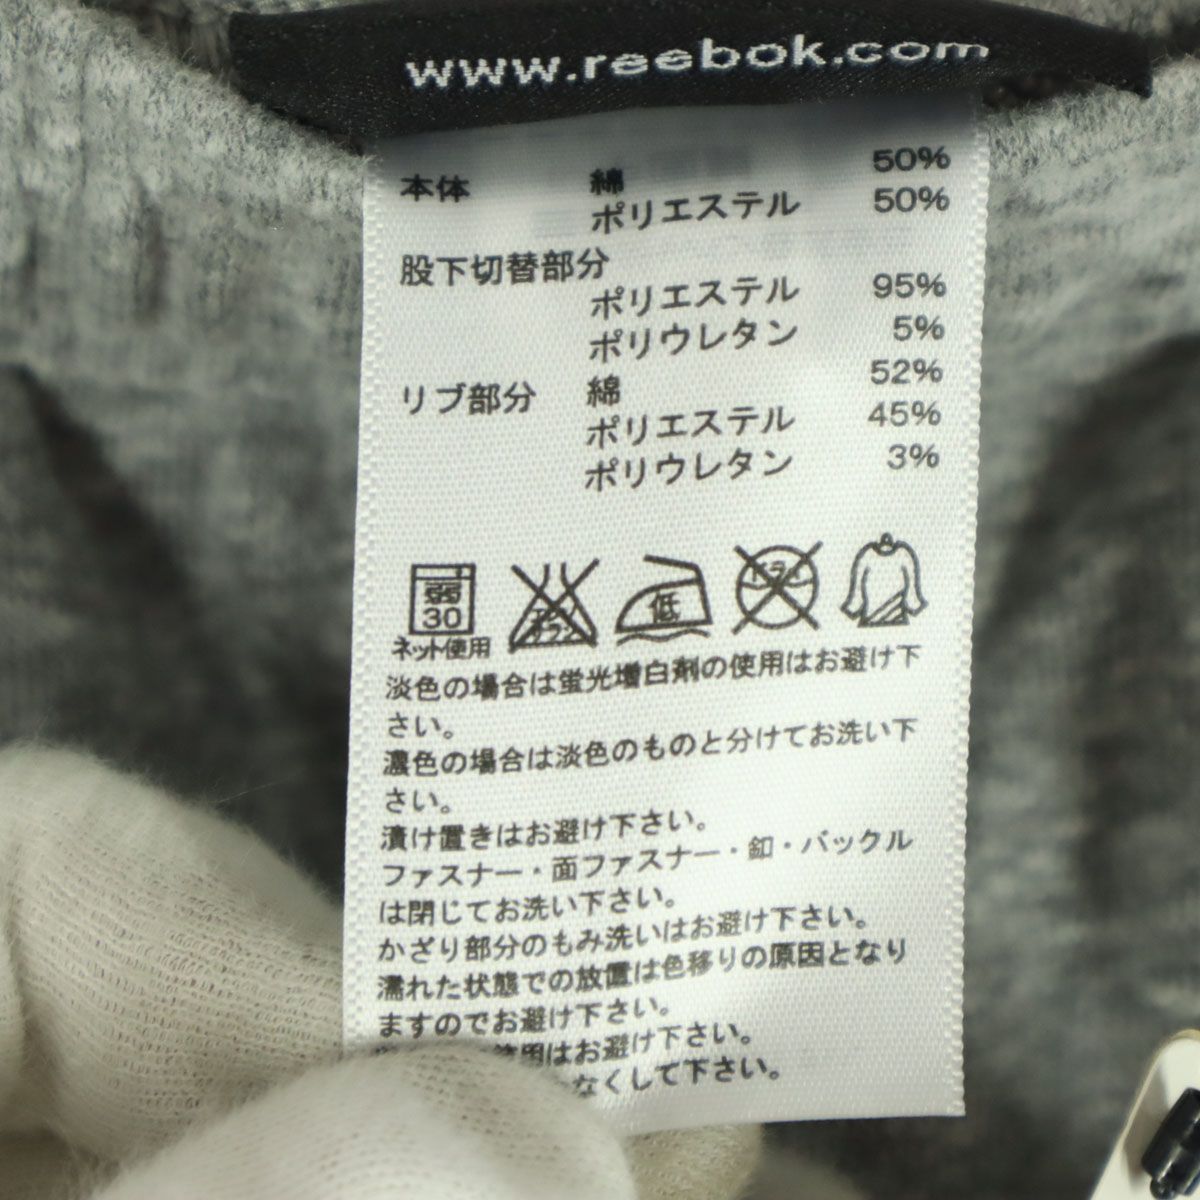 www.reebok.com
本体 綿 50%
ポリエステル 50%
股下切替部分
ポリエステル 95%
ポリウレタン 5%
リブ部分 綿 52%
ポリエステル 45%
ポリウレタン 3%
弱 30 エンソ サラシ 低 ドライ
ネット使用
淡色の場合は蛍光増白剤の使用はお避け下
さい。
濃色の場合は淡色のものと分けてお洗い下
さい。
漬け置きはお避け下さい。
ファスナー・面ファスナー・釦・バックル
は閉じてお洗い下さい。
かざり部分のもみ洗いはお避け下さい。
濡れた状態での放置は色移りの原因となり
ますのでお避け下さい。
使用はお避け下さい。
なくして下さい。